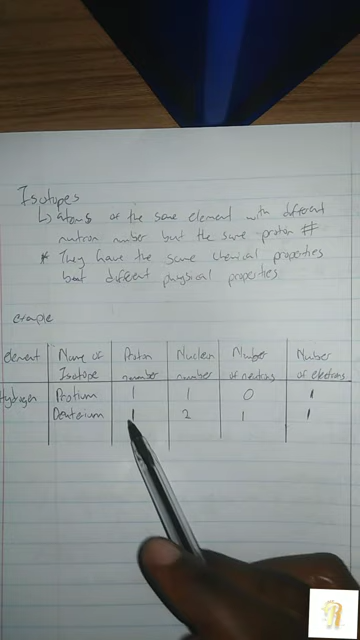 Isotopes
↳ atoms of the same element with different
nutron number but the same proton #
* They have the same chemical properties
but different physical properties
example
element Name of Isotope Proton number Nucleon number Number of neutrons Number of electrons
Hydrogen Protium 1 1 0 1
Deuterium 1 2 1 1